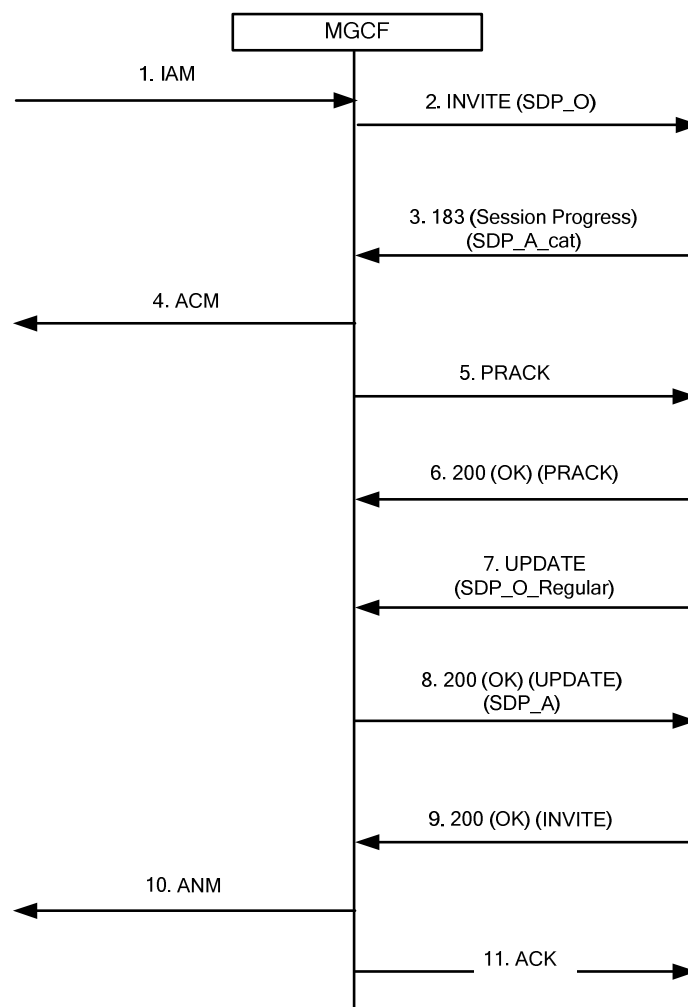 MGCF
1. IAM
2. INVITE (SDP_O)
3. 183 (Session Progress)
(SDP_A_cat)
4. ACM
5. PRACK
6. 200 (OK) (PRACK)
7. UPDATE
(SDP_O_Regular)
8. 200 (OK) (UPDATE)
(SDP_A)
9. 200 (OK) (INVITE)
10. ANM
11. ACK